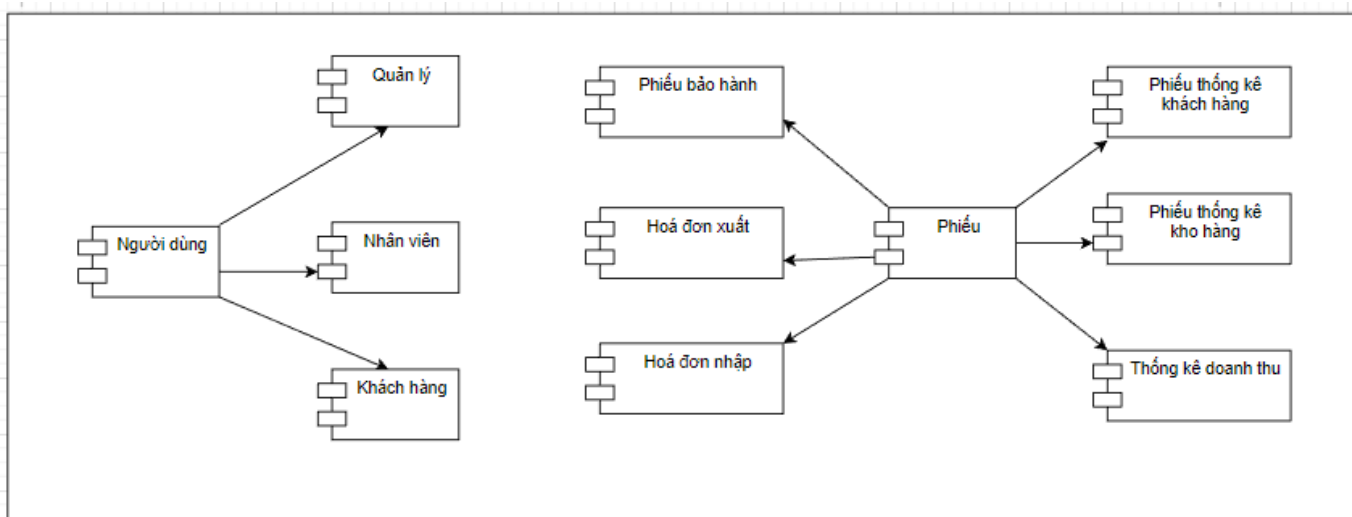 Quản lý
Người dùng
Nhân viên
Khách hàng
Phiếu bảo hành
Hoá đơn xuất
Hoá đơn nhập
Phiếu
Phiếu thống kê
khách hàng
Phiếu thống kê
kho hàng
Thống kê doanh thu